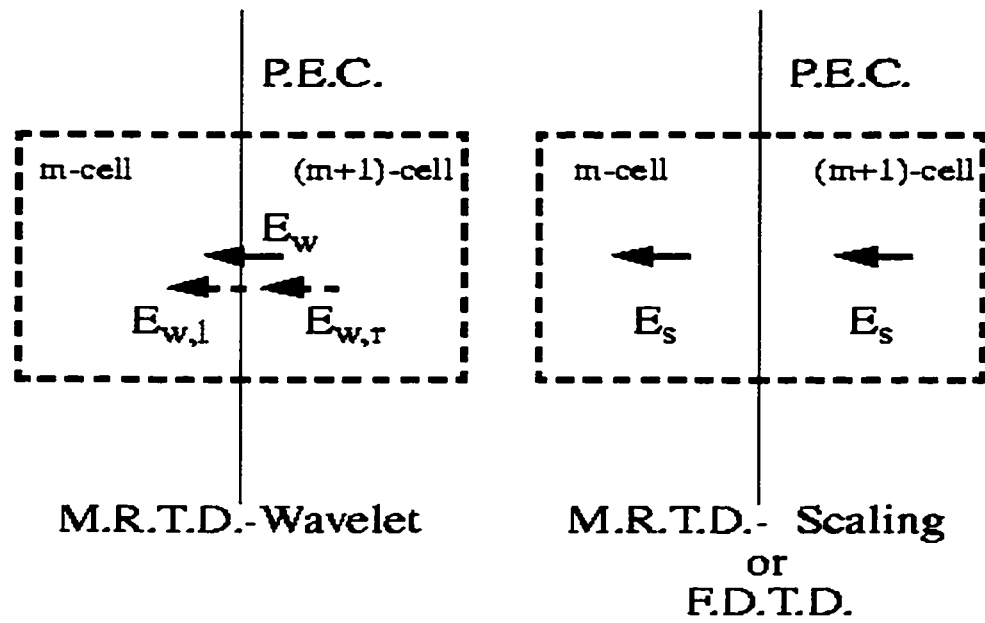 P.E.C.
m-cell
(m+1)-cell
E_w
E_w,l
E_w,r
M.R.T.D.-Wavelet
P.E.C.
m-cell
(m+1)-cell
E_s
E_s
M.R.T.D.- Scaling
or
F.D.T.D.